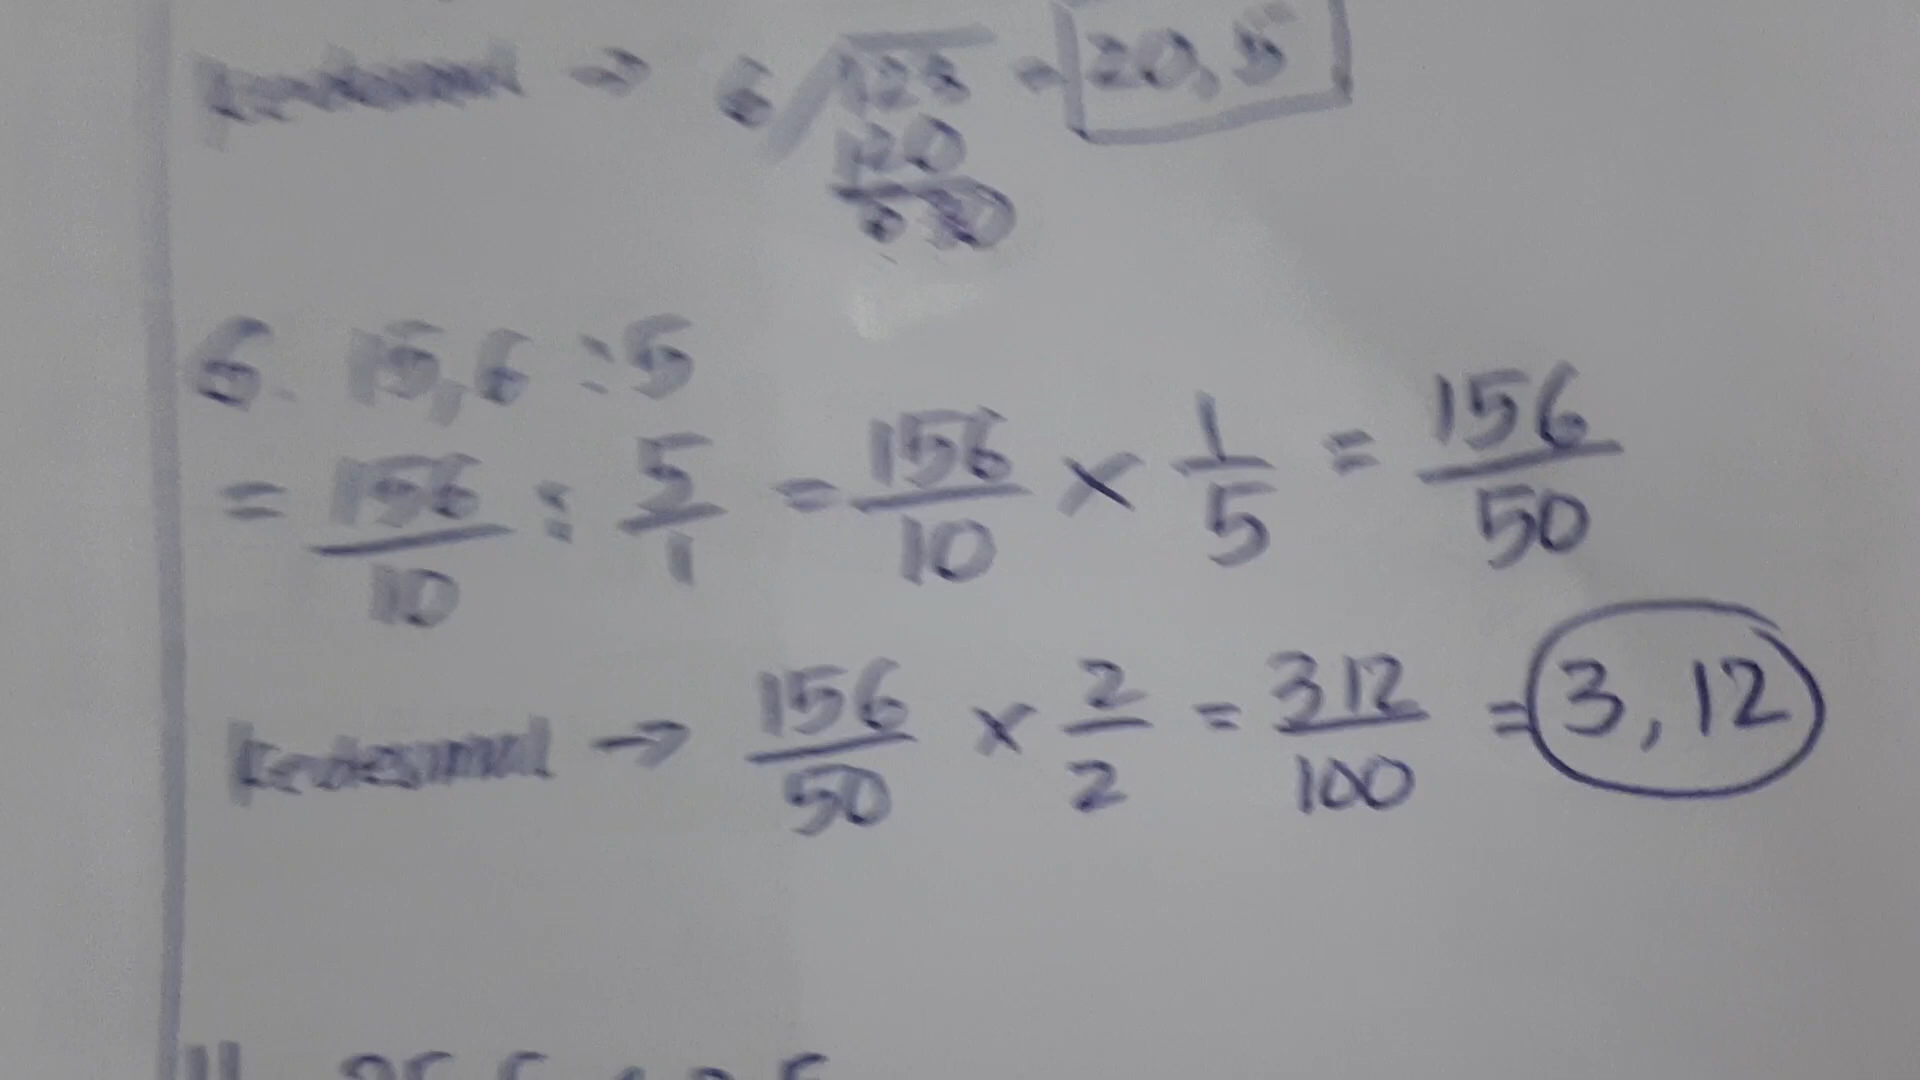 Kedesimal → 6 √123 = 20,5
120
030
6. 15,6 : 5
= 156/10 : 5/1 = 156/10 × 1/5 = 156/50
Kedesimal → 156/50 × 2/2 = 312/100 = 3,12